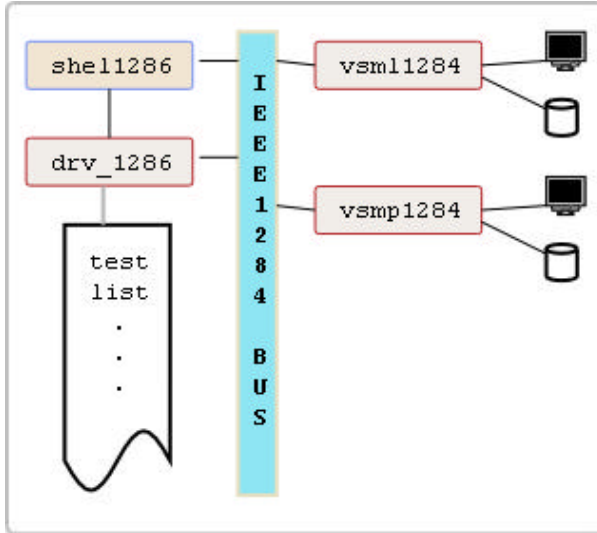 shel1286
vsml1284
drv_1286
vsmp1284
IEEE1284 BUS
test
list
.
.
.